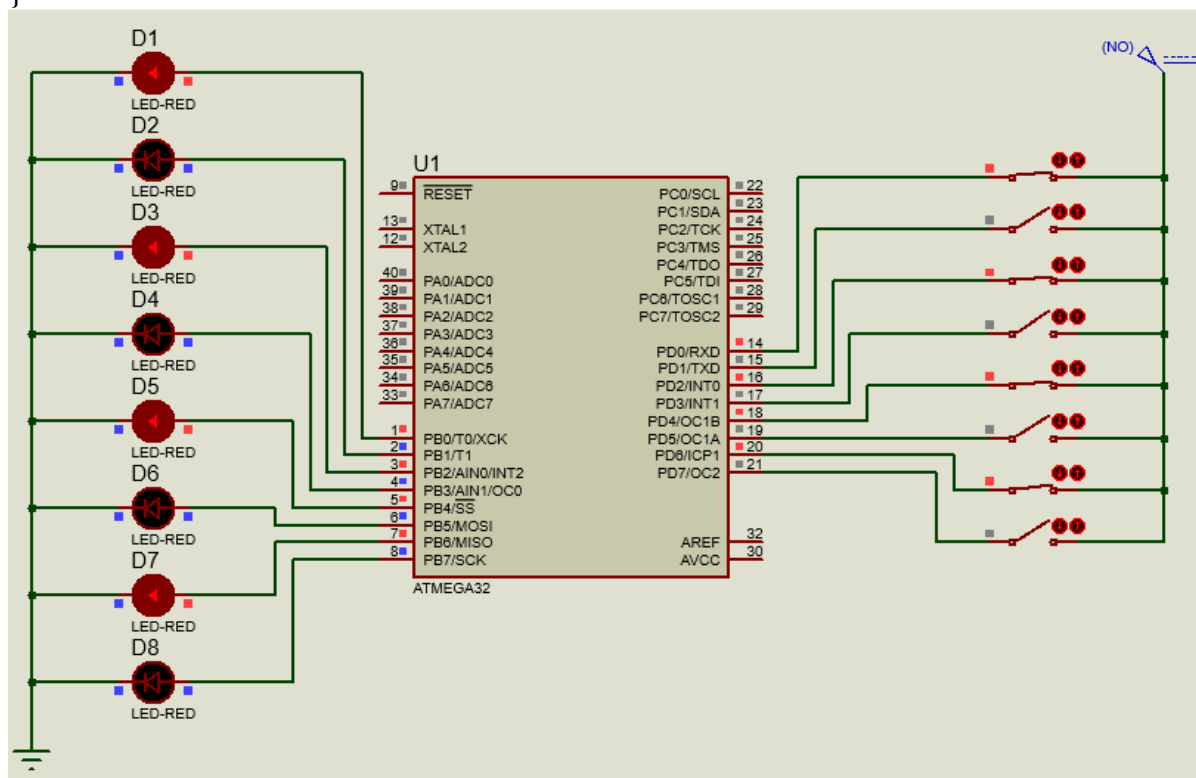 }
D1
LED-RED
D2
LED-RED
D3
LED-RED
D4
LED-RED
D5
LED-RED
D6
LED-RED
D7
LED-RED
D8
LED-RED
U1
9 RESET
13 XTAL1
12 XTAL2
40 PA0/ADC0
39 PA1/ADC1
38 PA2/ADC2
37 PA3/ADC3
36 PA4/ADC4
35 PA5/ADC5
34 PA6/ADC6
33 PA7/ADC7
1 PB0/T0/XCK
2 PB1/T1
3 PB2/AIN0/INT2
4 PB3/AIN1/OC0
5 PB4/SS
6 PB5/MOSI
7 PB6/MISO
8 PB7/SCK
PC0/SCL 22
PC1/SDA 23
PC2/TCK 24
PC3/TMS 25
PC4/TDO 26
PC5/TDI 27
PC6/TOSC1 28
PC7/TOSC2 29
PD0/RXD 14
PD1/TXD 15
PD2/INT0 16
PD3/INT1 17
PD4/OC1B 18
PD5/OC1A 19
PD6/ICP1 20
PD7/OC2 21
AREF 32
AVCC 30
ATMEGA32
(NO)